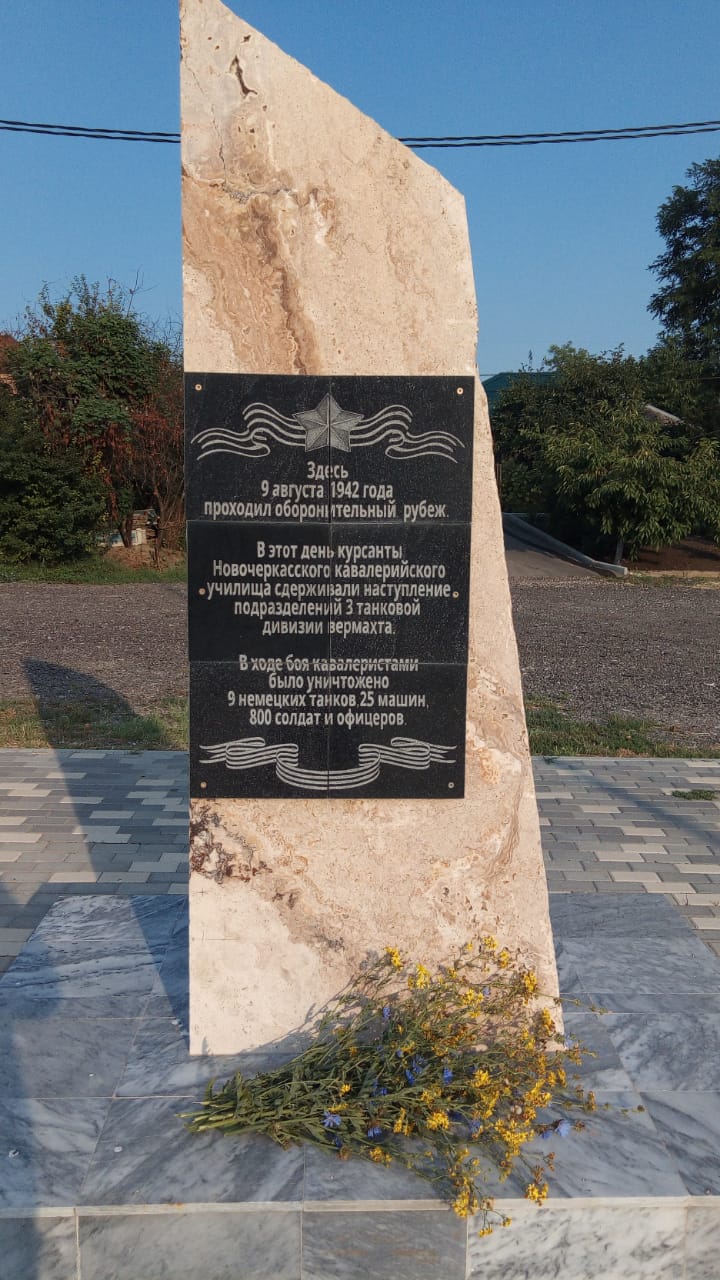 Здесь
9 августа 1942 года
проходил оборонительный рубеж.
В этот день курсанты
Новочеркасского кавалерийского
училища сдерживали наступление
подразделений 3 танковой
дивизии вермахта.
В ходе боя кавалеристами
было уничтожено
9 немецких танков, 25 машин,
800 солдат и офицеров.